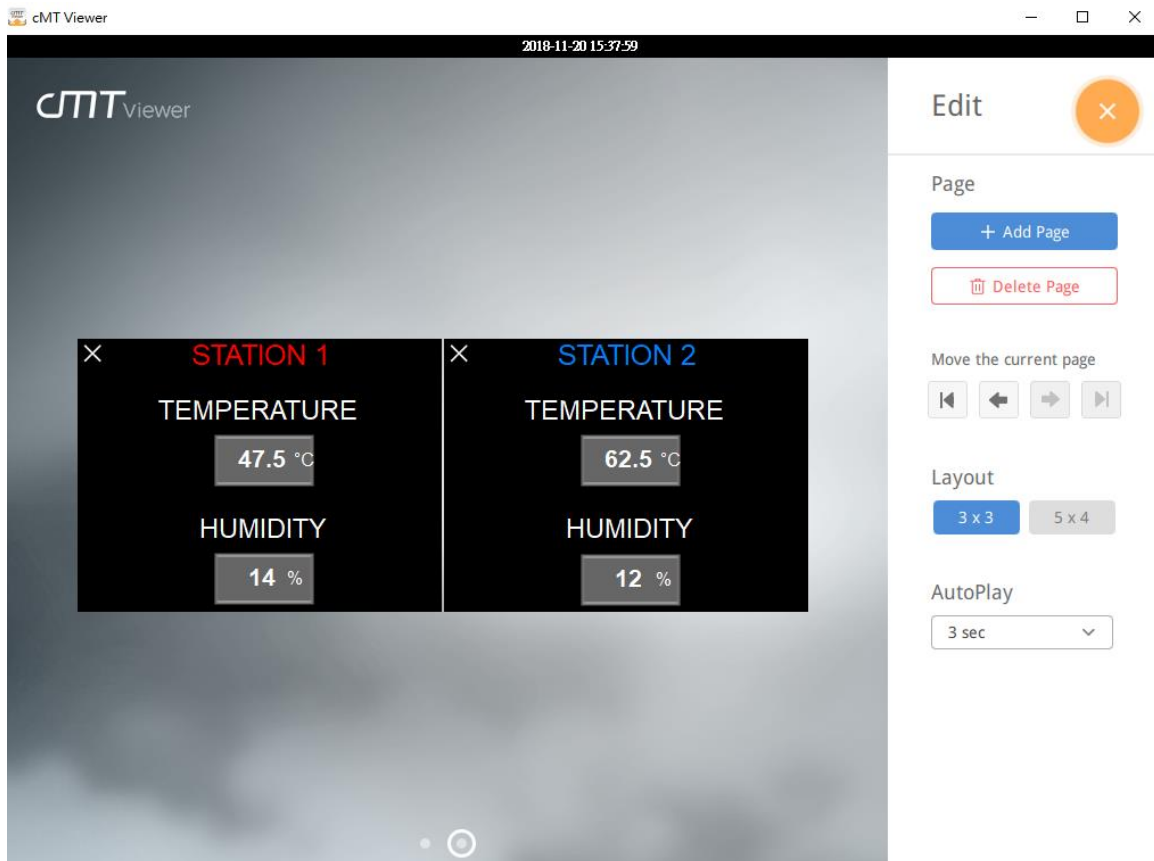 cMT Viewer
2018-11-20 15:37:59
cMT Viewer
Edit
Page
+ Add Page
Delete Page
Move the current page
Layout
3 x 3 5 x 4
AutoPlay
3 sec
STATION 1
TEMPERATURE
47.5 °C
HUMIDITY
14 %
STATION 2
TEMPERATURE
62.5 °C
HUMIDITY
12 %